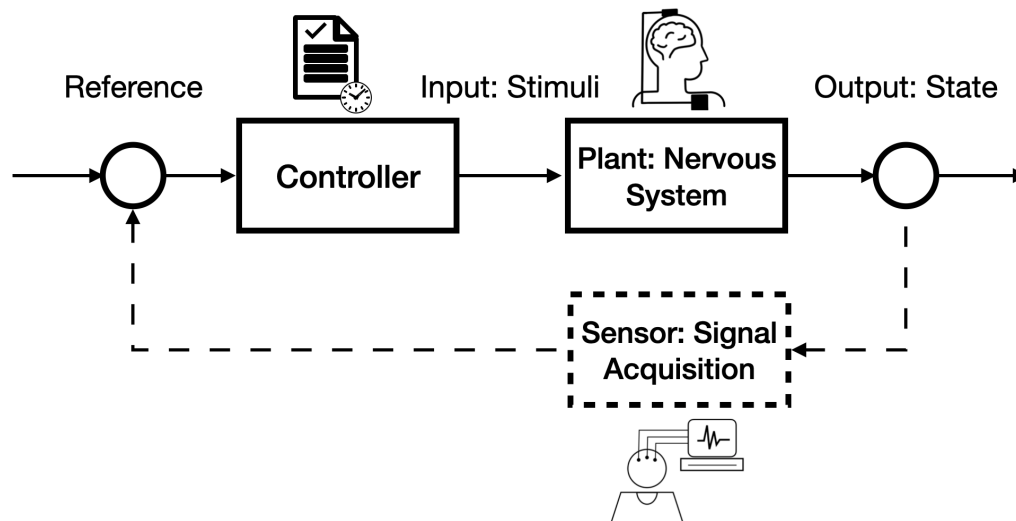 Reference
Input: Stimuli
Output: State
Controller
Plant: Nervous
System
Sensor: Signal
Acquisition